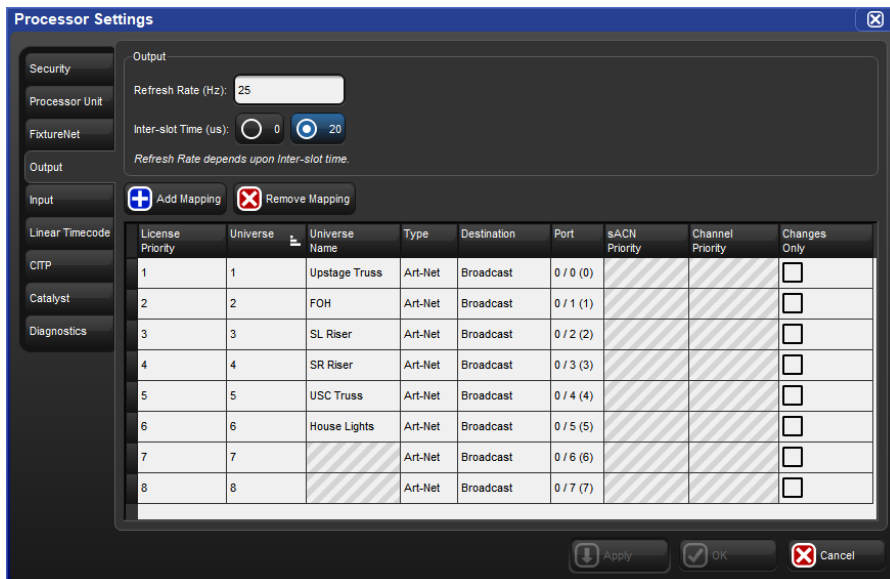 Processor Settings
Security
Processor Unit
FixtureNet
Output
Input
Linear Timecode
CITP
Catalyst
Diagnostics
Output
Refresh Rate (Hz): 25
Inter-slot Time (us): 0 20
Refresh Rate depends upon Inter-slot time.
Add Mapping Remove Mapping
License Priority Universe Universe Name Type Destination Port sACN Priority Channel Priority Changes Only
1 1 Upstage Truss Art-Net Broadcast 0 / 0 (0)
2 2 FOH Art-Net Broadcast 0 / 1 (1)
3 3 SL Riser Art-Net Broadcast 0 / 2 (2)
4 4 SR Riser Art-Net Broadcast 0 / 3 (3)
5 5 USC Truss Art-Net Broadcast 0 / 4 (4)
6 6 House Lights Art-Net Broadcast 0 / 5 (5)
7 7 Art-Net Broadcast 0 / 6 (6)
8 8 Art-Net Broadcast 0 / 7 (7)
Apply OK Cancel